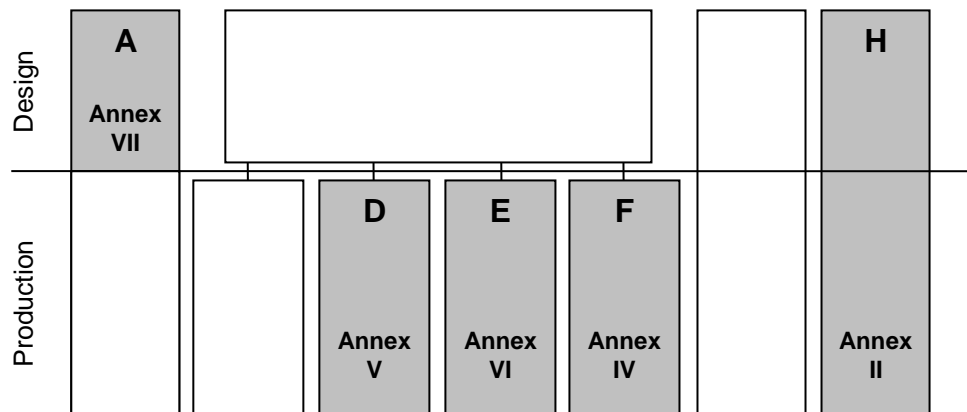 Design
A
Annex
VII
H
Production
D
Annex
V
E
Annex
VI
F
Annex
IV
Annex
II